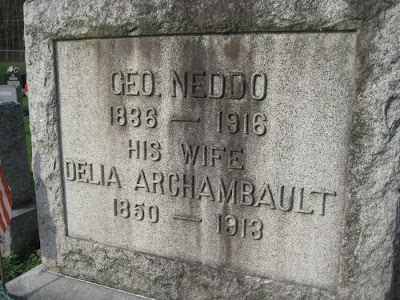 GEO. NEDDO
1836 — 1916
HIS WIFE
DELIA ARCHAMBAULT
1850 — 1913